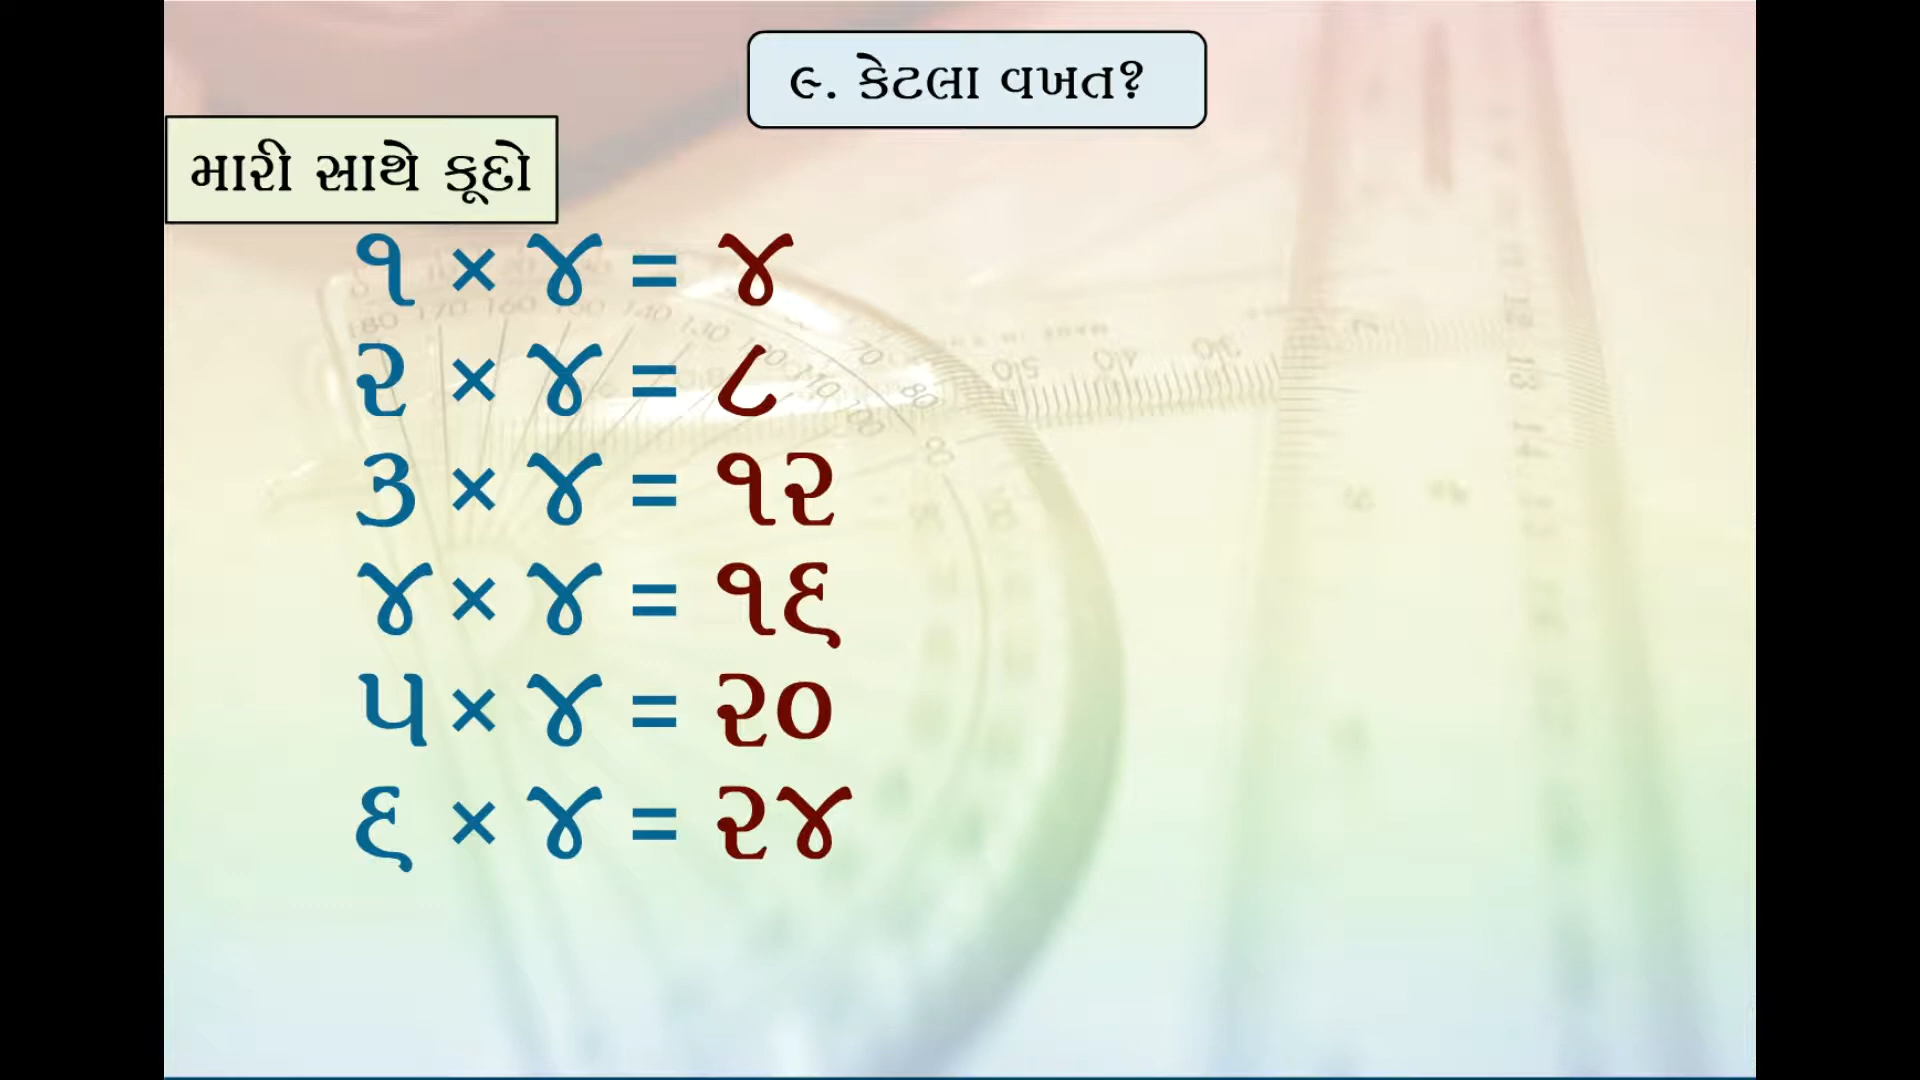 ૯. કેટલા વખત?
મારી સાથે કૂદો
૧ × ૪ = ૪
૨ × ૪ = ૮
૩ × ૪ = ૧૨
૪ × ૪ = ૧૬
૫ × ૪ = ૨૦
૬ × ૪ = ૨૪